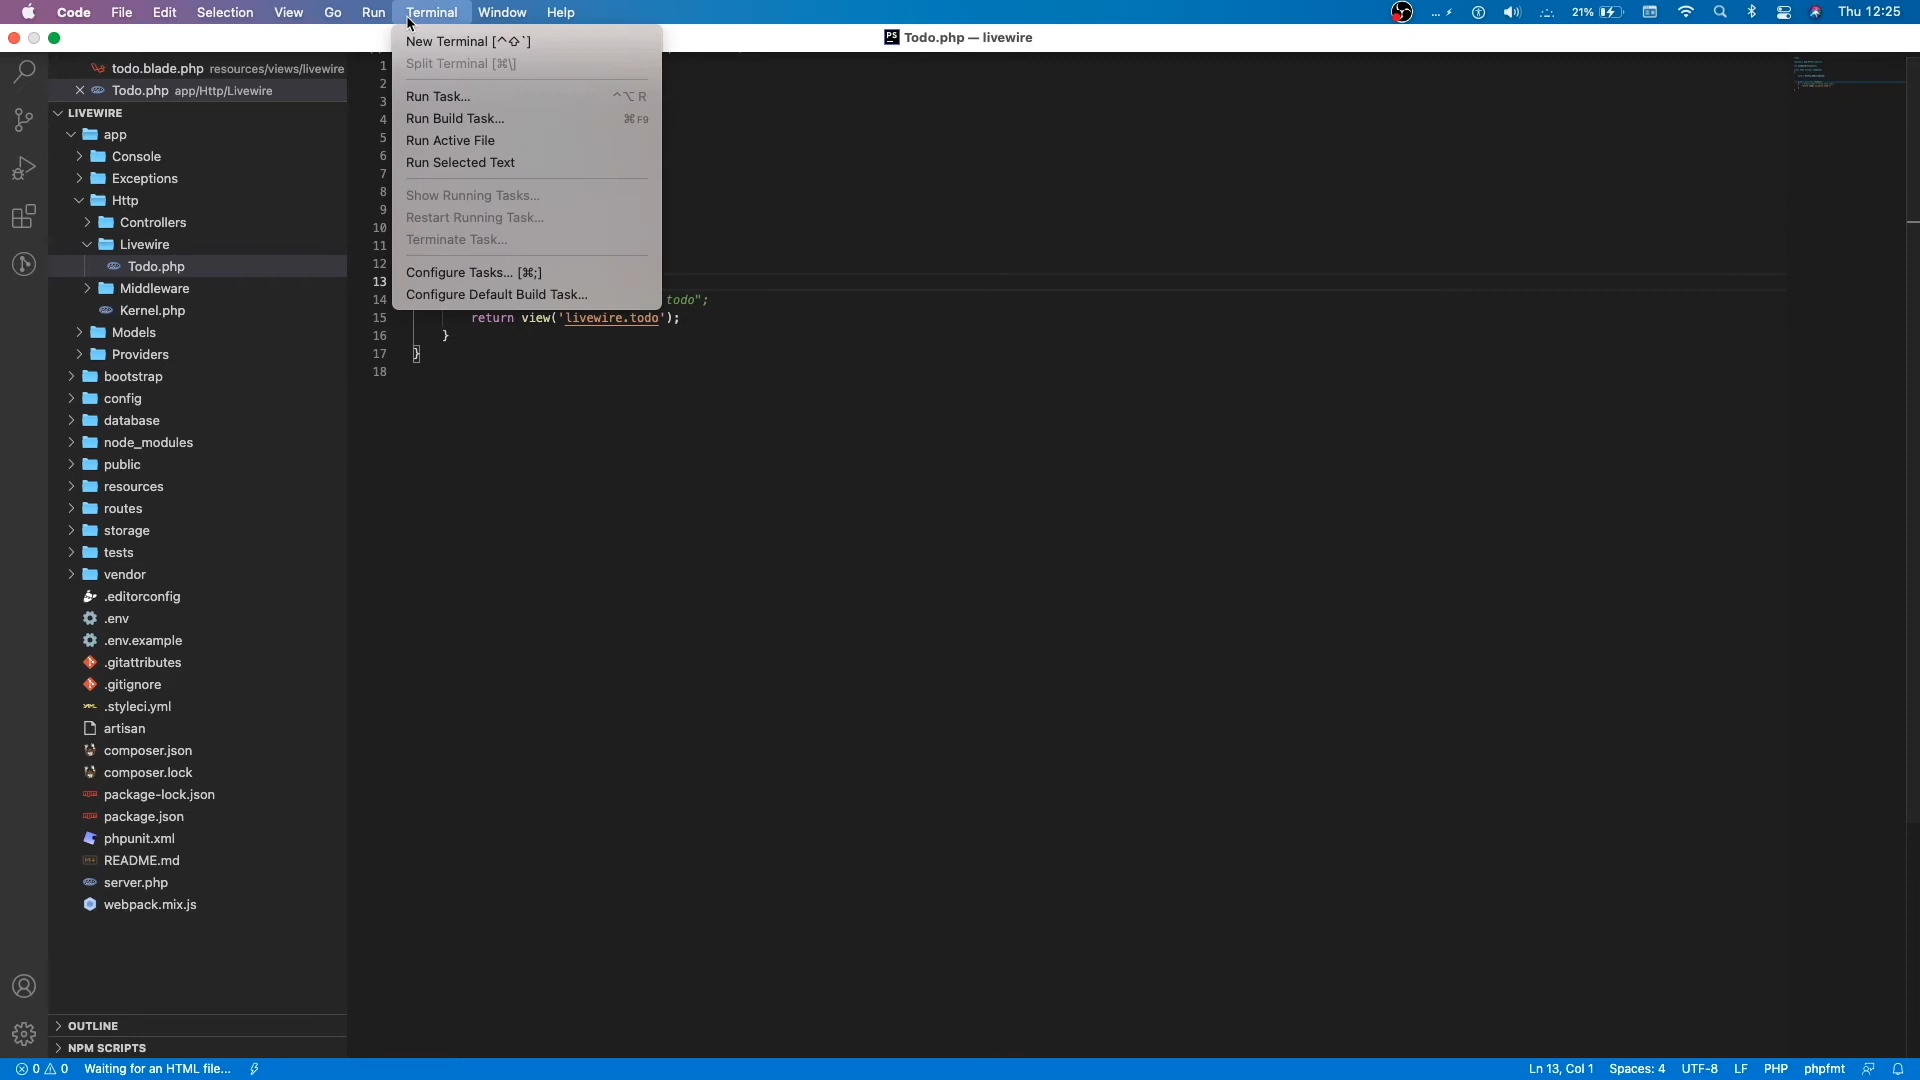 Code File Edit Selection View Go Run Terminal Window Help 21% Thu 12:25
Todo.php — livewire
New Terminal [^⇧`]
Split Terminal [⌘\]
Run Task... ^⌥R
Run Build Task... ⌘F9
Run Active File
Run Selected Text
Show Running Tasks...
Restart Running Task...
Terminate Task...
Configure Tasks... [⌘;]
Configure Default Build Task...
todo.blade.php resources/views/livewire
Todo.php app/Http/Livewire
LIVEWIRE
app
Console
Exceptions
Http
Controllers
Livewire
Todo.php
Middleware
Kernel.php
Models
Providers
bootstrap
config
database
node_modules
public
resources
routes
storage
tests
vendor
.editorconfig
.env
.env.example
.gitattributes
.gitignore
.styleci.yml
artisan
composer.json
composer.lock
package-lock.json
package.json
phpunit.xml
README.md
server.php
webpack.mix.js
OUTLINE
NPM SCRIPTS
1
2
3
4
5
6
7
8
9
10
11
12
13
14 todo";
15 return view('livewire.todo');
16 }
17 }
18
0 0 Waiting for an HTML file... Ln 13, Col 1 Spaces: 4 UTF-8 LF PHP phpfmt